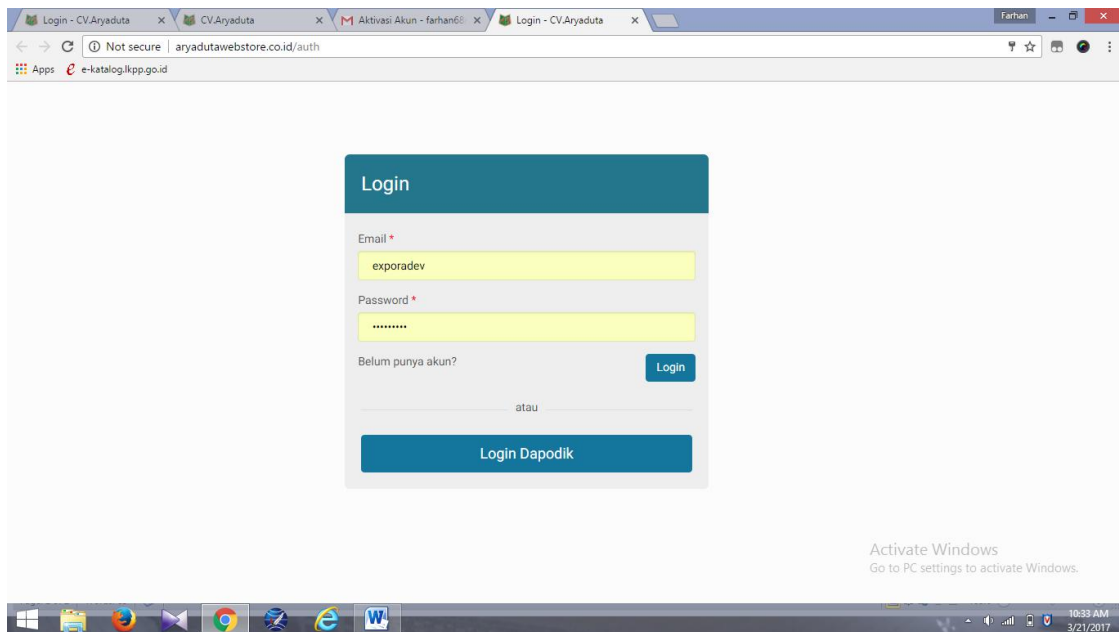 Login - CV.Aryaduta
CV.Aryaduta
Aktivasi Akun - farhan68
Login - CV.Aryaduta
Farhan
Not secure
aryadutawebstore.co.id/auth
Apps
e-katalog.lkpp.go.id
Login
Email *
exporadev
Password *
•••••••••
Belum punya akun?
Login
atau
Login Dapodik
Activate Windows
Go to PC settings to activate Windows.
10:33 AM
3/21/2017